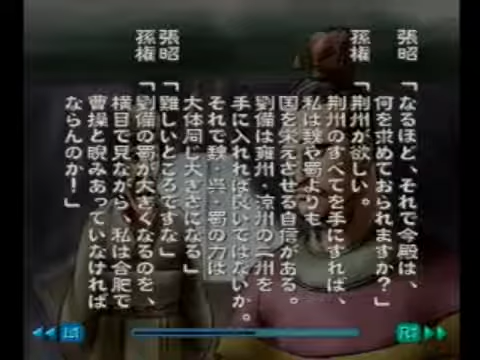 張昭「なるほど、それで今殿は、
何を求めておられますか？」
孫権「荊州が欲しい。
荊州のすべてを手にすれば、
私は魏や蜀よりも
国を栄えさせる自信がある。
劉備は雍州・涼州の二州を
手に入れれば良いではないか。
それで魏・呉・蜀の力は
大体同じ大きさになる」
張昭「難しいところですな」
孫権「劉備の蜀が大きくなるのを、
横目で見ながら、私は合肥で
曹操と睨みあっていなければ
ならんのか！」
L1
R1